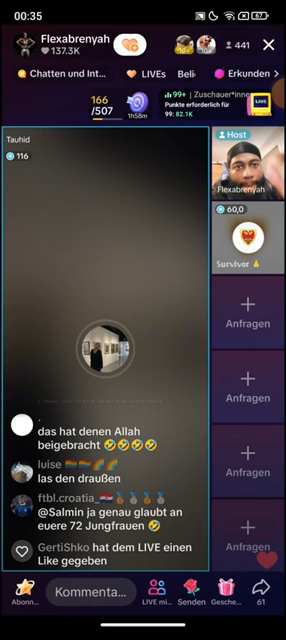 00:35
67
Flexabrenyah
137.3K
441
Chatten und Int...
LIVEs
Beli
Erkunden >
166
/507
1h58m
99+ | Zuschauer*inne
Punkte erforderlich für
99: 82.1K
LIVE
Tauhid
116
Host
Flexabrenyah
60,0
Survivor
+ Anfragen
+ Anfragen
+ Anfragen
+ Anfragen
das hat denen Allah
beigebracht 🤣🤣🤣🤣
luise 🏳️‍🌈🏳️‍🌈🌈🌈
las den draußen
ftbl.croatia_🇭🇷🥇🥈🥈🥈
@Salmin ja genau glaubt an
euere 72 Jungfrauen 🤣
GertiShko hat dem LIVE einen
Like gegeben
Abonn...
Kommenta...
LIVE mi...
Senden
Gesche...
61